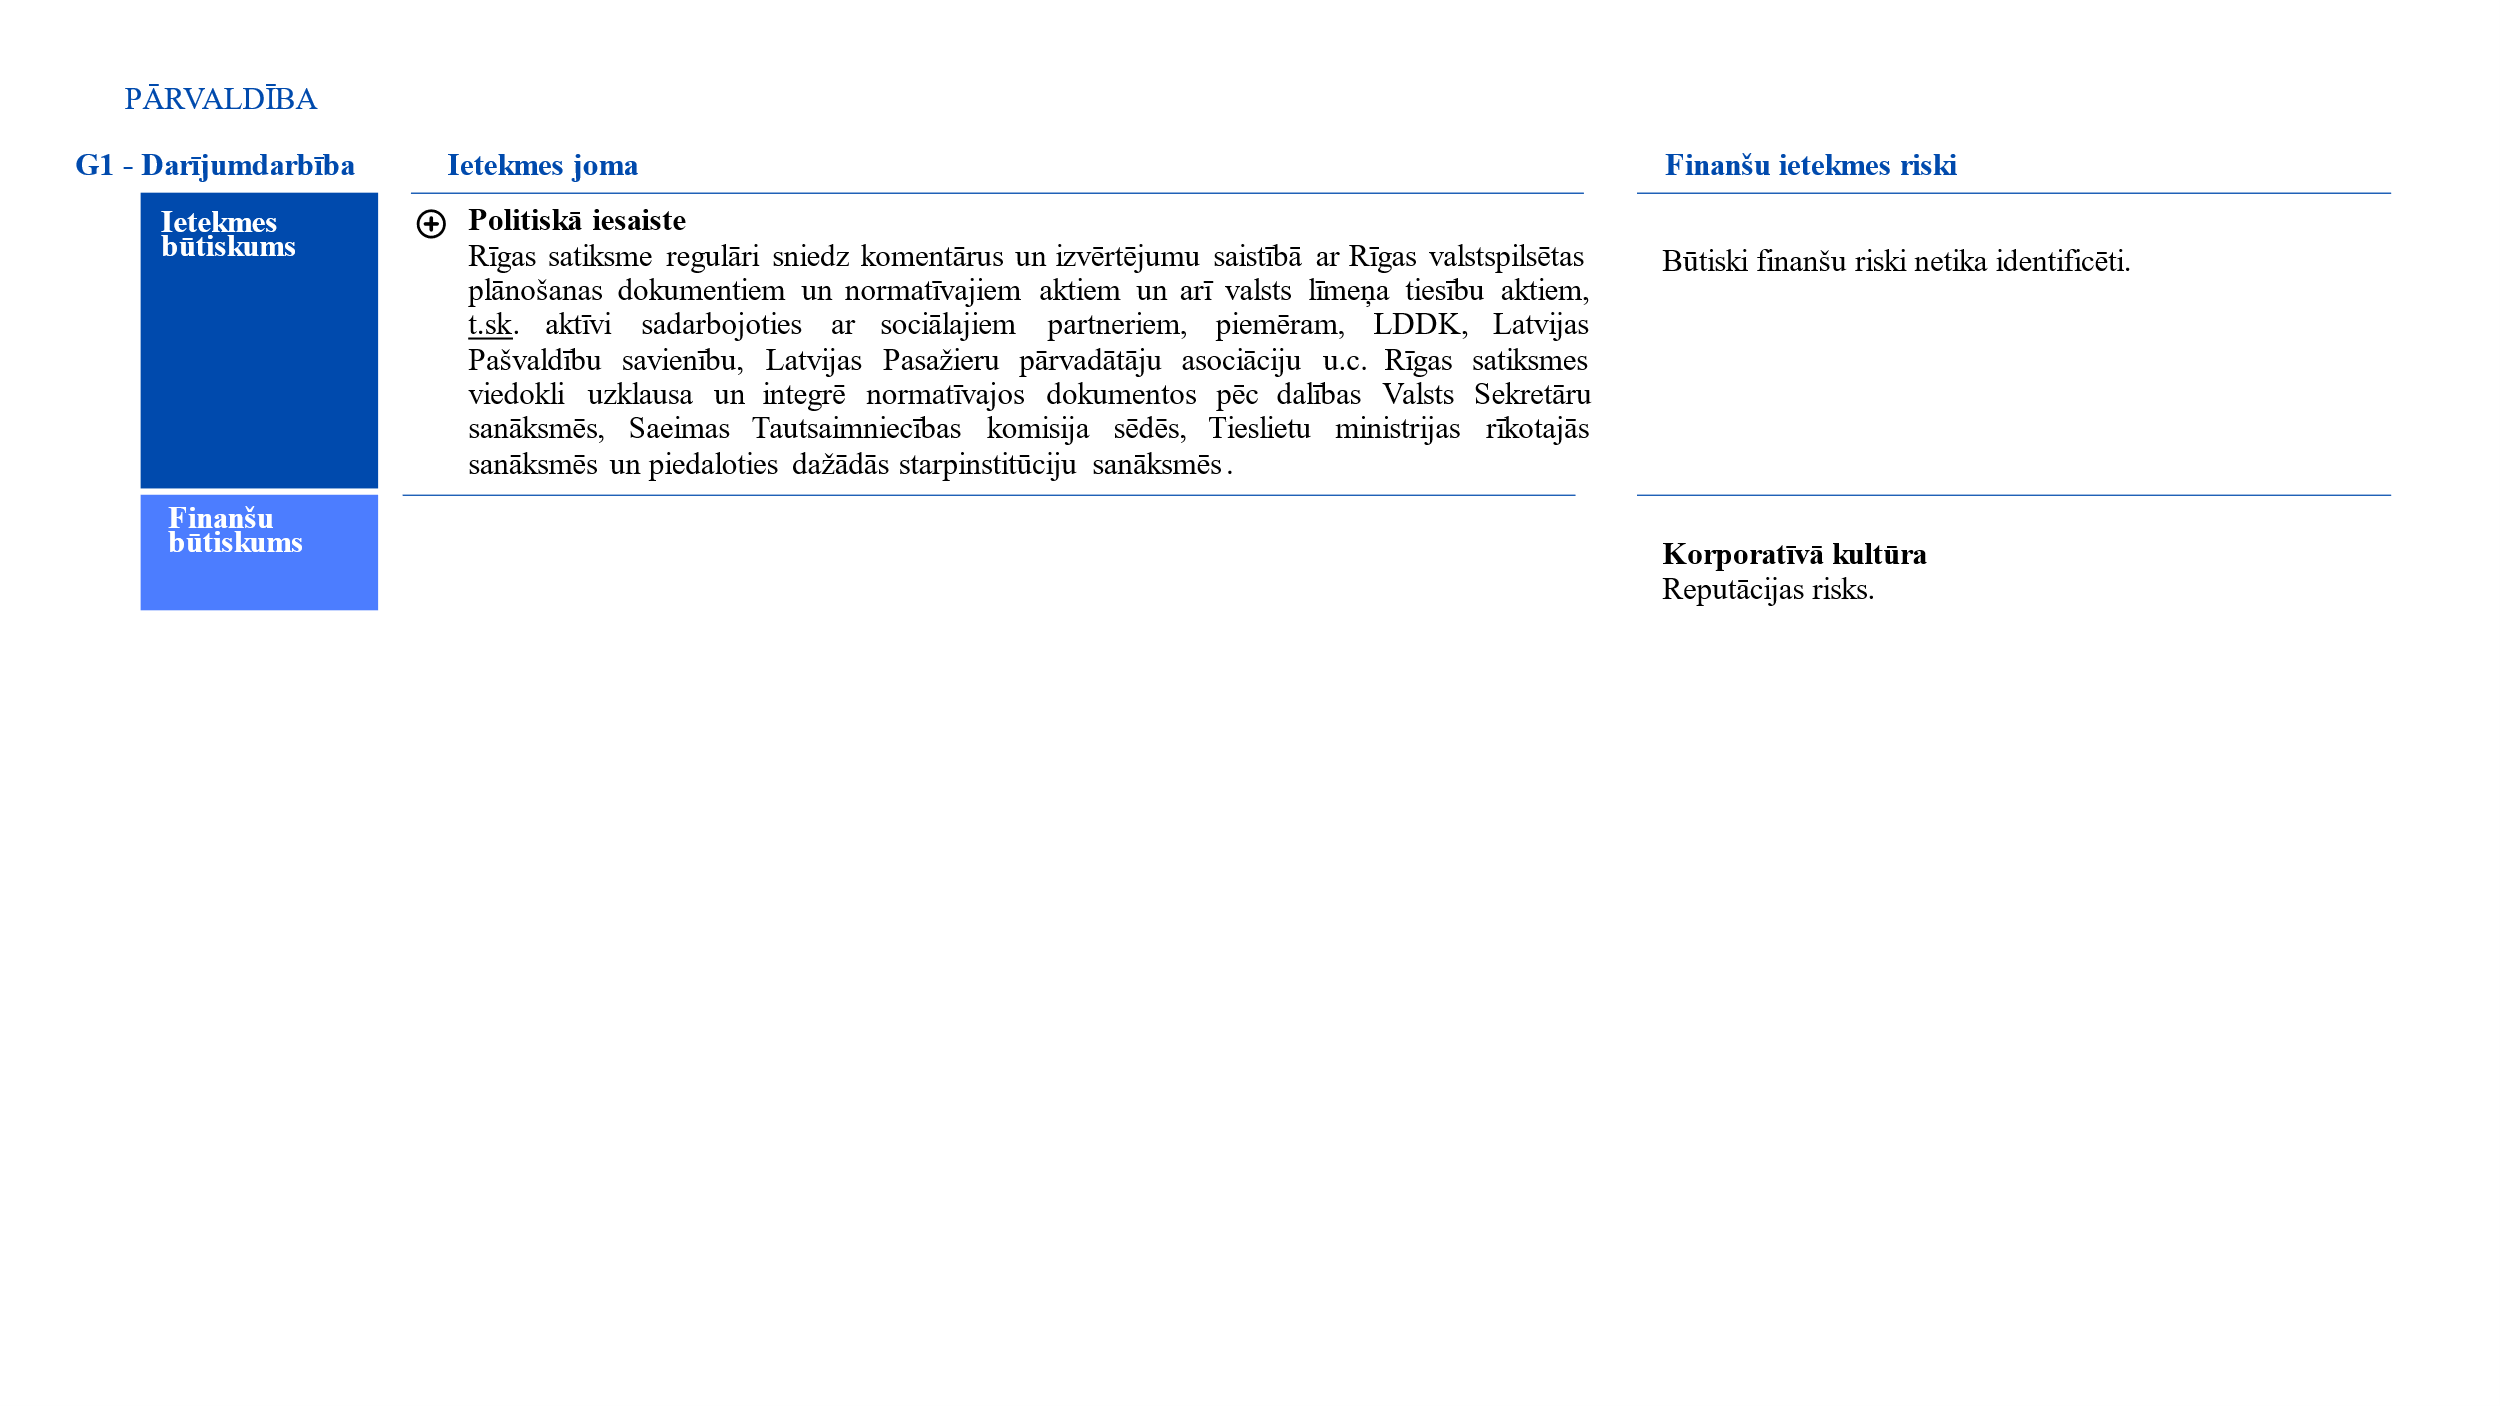 PĀRVALDĪBA
G1 - Darījumdarbība
Ietekmes joma
Finanšu ietekmes riski
Ietekmes
būtiskums
Politiskā iesaiste
Rīgas satiksme regulāri sniedz komentārus un izvērtējumu saistībā ar Rīgas valstspilsētas
plānošanas dokumentiem un normatīvajiem aktiem un arī valsts līmeņa tiesību aktiem,
t.sk. aktīvi sadarbojoties ar sociālajiem partneriem, piemēram, LDDK, Latvijas
Pašvaldību savienību, Latvijas Pasažieru pārvadātāju asociāciju u.c. Rīgas satiksmes
viedokli uzklausa un integrē normatīvajos dokumentos pēc dalības Valsts Sekretāru
sanāksmēs, Saeimas Tautsaimniecības komisija sēdēs, Tieslietu ministrijas rīkotajās
sanāksmēs un piedaloties dažādās starpinstitūciju sanāksmēs.
Būtiski finanšu riski netika identificēti.
Finanšu
būtiskums
Korporatīvā kultūra
Reputācijas risks.